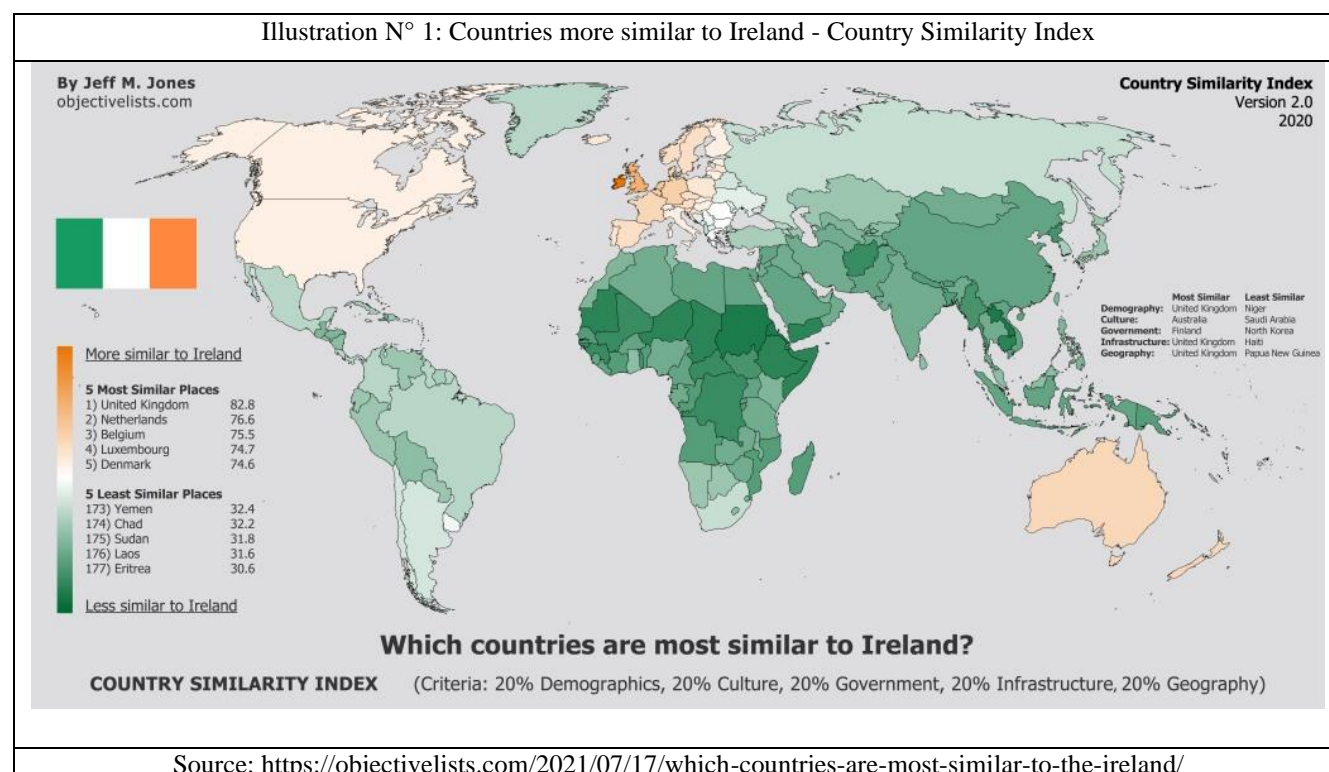 Illustration N° 1: Countries more similar to Ireland - Country Similarity Index
By Jeff M. Jones
objectivelists.com
Country Similarity Index
Version 2.0
2020
More similar to Ireland
5 Most Similar Places
1) United Kingdom 82.8
2) Netherlands 76.6
3) Belgium 75.5
4) Luxembourg 74.7
5) Denmark 74.6
5 Least Similar Places
173) Yemen 32.4
174) Chad 32.2
175) Sudan 31.8
176) Laos 31.6
177) Eritrea 30.6
Less similar to Ireland
Most Similar Least Similar
Demography: United Kingdom Niger
Culture: Australia Saudi Arabia
Government: Finland North Korea
Infrastructure: United Kingdom Haiti
Geography: United Kingdom Papua New Guinea
Which countries are most similar to Ireland?
COUNTRY SIMILARITY INDEX (Criteria: 20% Demographics, 20% Culture, 20% Government, 20% Infrastructure, 20% Geography)
Source: https://objectivelists.com/2021/07/17/which-countries-are-most-similar-to-the-ireland/